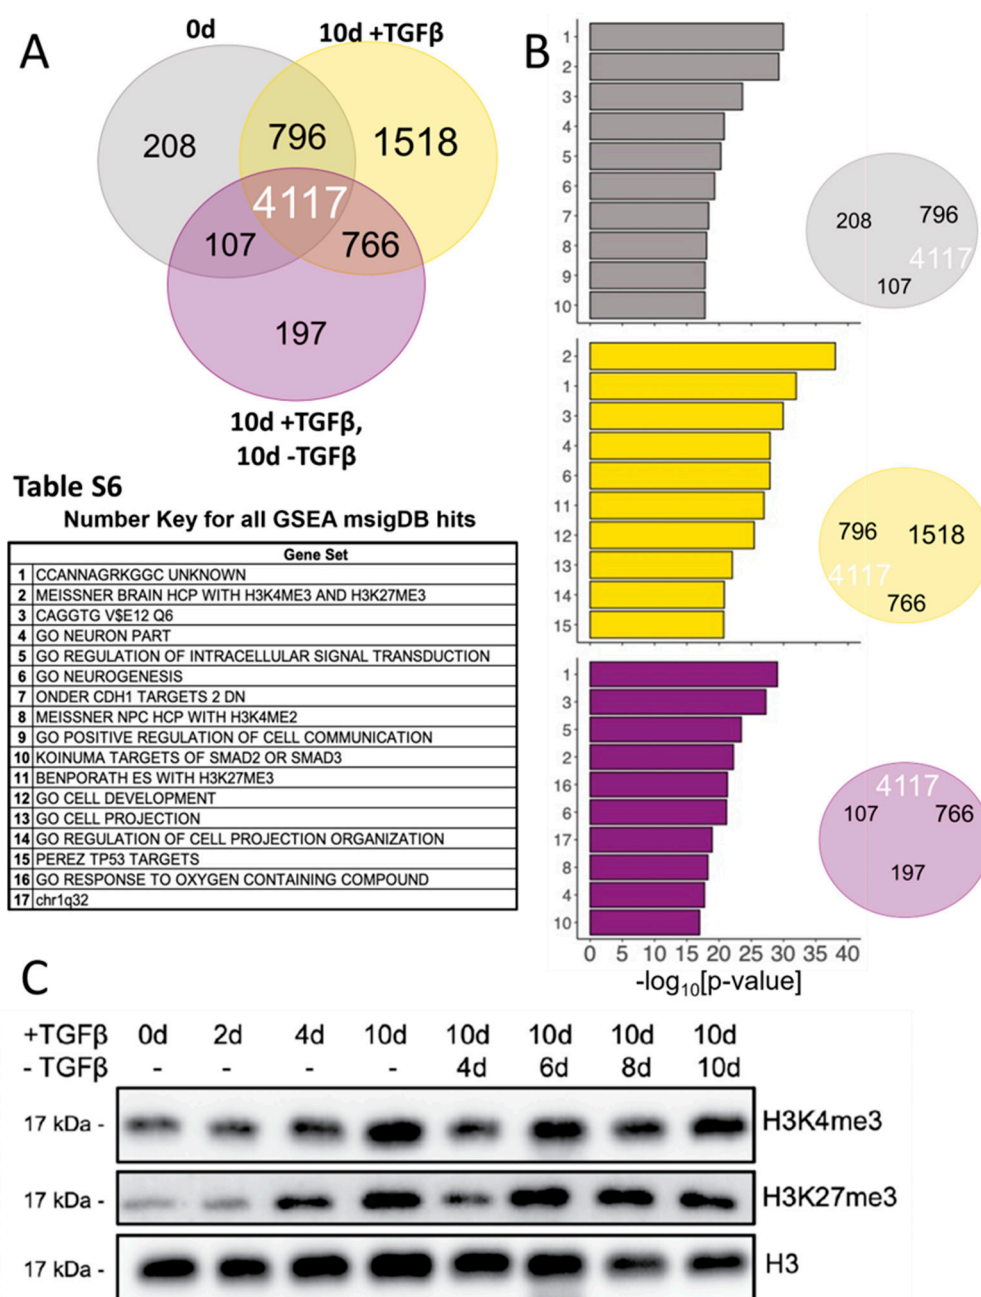 A
0d
10d +TGFβ
208
796
1518
4117
107
766
197
10d +TGFβ,
10d -TGFβ
Table S6
Number Key for all GSEA msigDB hits
Gene Set
1 CCANNAGRKGGC UNKNOWN
2 MEISSNER BRAIN HCP WITH H3K4ME3 AND H3K27ME3
3 CAGGTG V$E12 Q6
4 GO NEURON PART
5 GO REGULATION OF INTRACELLULAR SIGNAL TRANSDUCTION
6 GO NEUROGENESIS
7 ONDER CDH1 TARGETS 2 DN
8 MEISSNER NPC HCP WITH H3K4ME2
9 GO POSITIVE REGULATION OF CELL COMMUNICATION
10 KOINUMA TARGETS OF SMAD2 OR SMAD3
11 BENPORATH ES WITH H3K27ME3
12 GO CELL DEVELOPMENT
13 GO CELL PROJECTION
14 GO REGULATION OF CELL PROJECTION ORGANIZATION
15 PEREZ TP53 TARGETS
16 GO RESPONSE TO OXYGEN CONTAINING COMPOUND
17 chr1q32
B
1
2
3
4
5
6
7
8
9
10
208
796
4117
107
2
1
3
4
6
11
12
13
14
15
796
1518
4117
766
1
3
5
2
16
6
17
8
4
10
4117
107
766
197
0 5 10 15 20 25 30 35 40
-log10[p-value]
C
+TGFβ 0d 2d 4d 10d 10d 10d 10d 10d
- TGFβ - - - - 4d 6d 8d 10d
17 kDa - H3K4me3
17 kDa - H3K27me3
17 kDa - H3